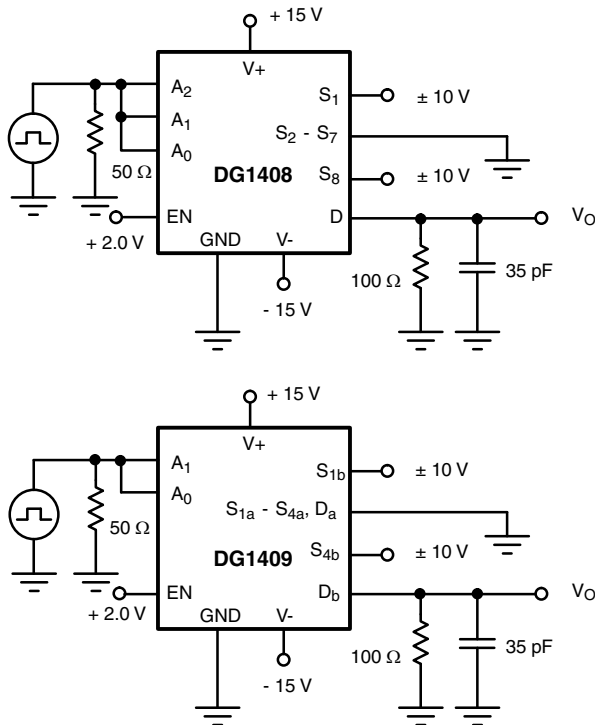 + 15 V
V+
A2
S1
± 10 V
A1
S2 - S7
A0
50 Ω
DG1408
S8
± 10 V
EN
D
VO
+ 2.0 V
GND
V-
100 Ω
35 pF
- 15 V
+ 15 V
V+
A1
S1b
± 10 V
A0
S1a - S4a, Da
50 Ω
S4b
± 10 V
DG1409
EN
Db
VO
+ 2.0 V
GND
V-
100 Ω
35 pF
- 15 V